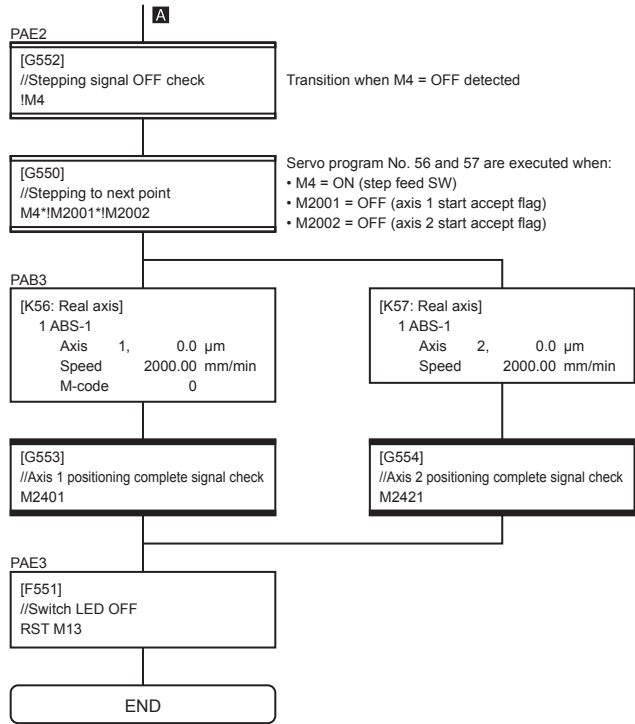 A
PAE2
[G552]
//Stepping signal OFF check
!M4
Transition when M4 = OFF detected
[G550]
//Stepping to next point
M4*!M2001*!M2002
Servo program No. 56 and 57 are executed when:
• M4 = ON (step feed SW)
• M2001 = OFF (axis 1 start accept flag)
• M2002 = OFF (axis 2 start accept flag)
PAB3
[K56: Real axis]
1 ABS-1
Axis 1, 0.0 µm
Speed 2000.00 mm/min
M-code 0
[K57: Real axis]
1 ABS-1
Axis 2, 0.0 µm
Speed 2000.00 mm/min
[G553]
//Axis 1 positioning complete signal check
M2401
[G554]
//Axis 2 positioning complete signal check
M2421
PAE3
[F551]
//Switch LED OFF
RST M13
END